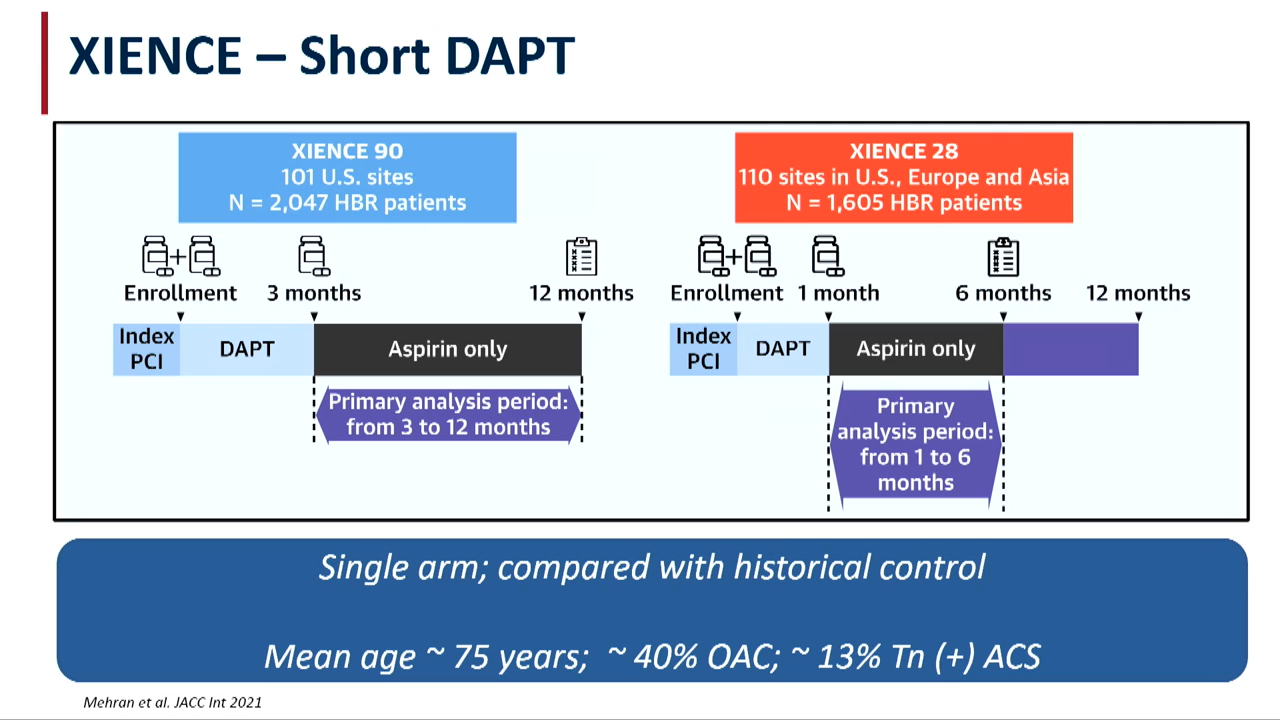 XIENCE – Short DAPT
XIENCE 90
101 U.S. sites
N = 2,047 HBR patients
Enrollment
3 months
12 months
Index
PCI
DAPT
Aspirin only
Primary analysis period:
from 3 to 12 months
XIENCE 28
110 sites in U.S., Europe and Asia
N = 1,605 HBR patients
Enrollment
1 month
6 months
12 months
Index
PCI
DAPT
Aspirin only
Primary
analysis period:
from 1 to 6
months
Single arm; compared with historical control
Mean age ~ 75 years; ~ 40% OAC; ~ 13% Tn (+) ACS
Mehran et al. JACC Int 2021